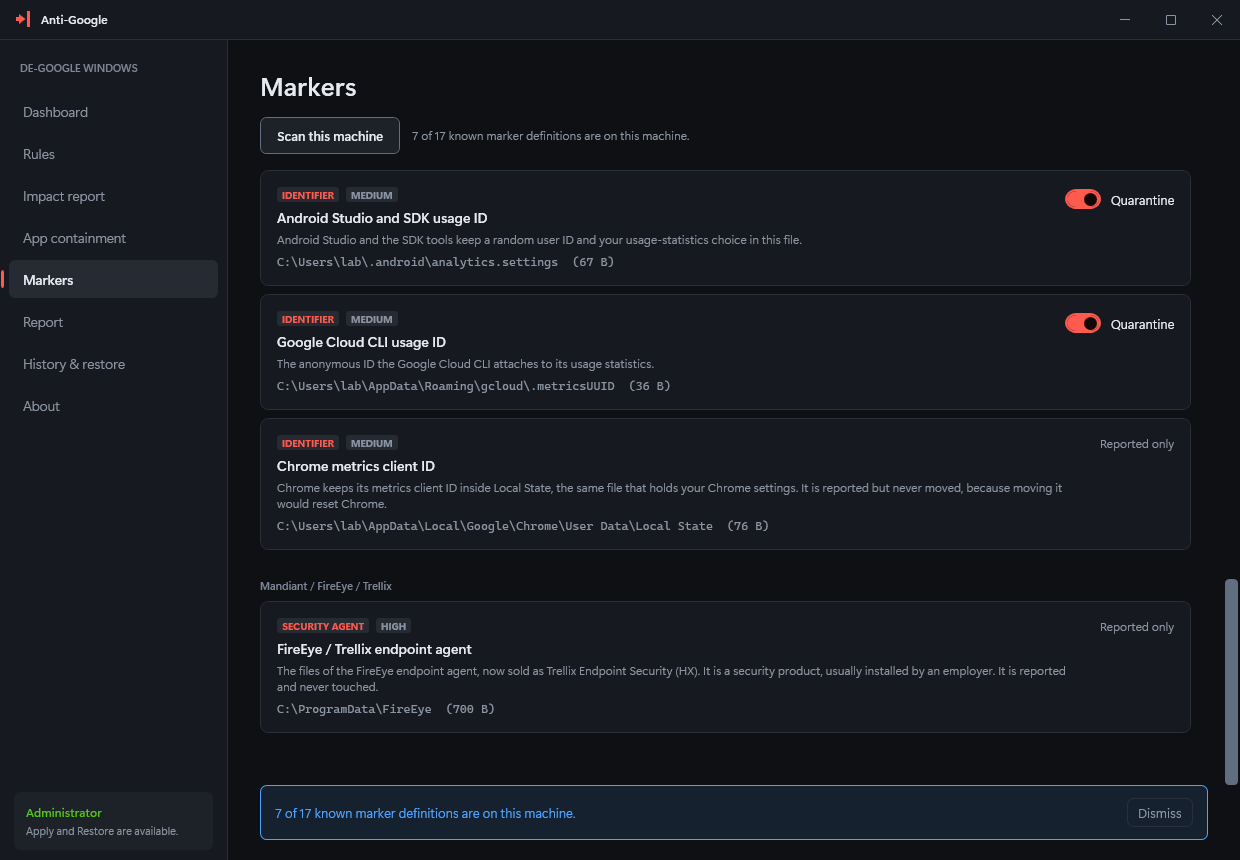 Anti-Google
DE-GOOGLE WINDOWS
Dashboard
Rules
Impact report
App containment
Markers
Report
History & restore
About
Administrator
Apply and Restore are available.
Markers
Scan this machine
7 of 17 known marker definitions are on this machine.
IDENTIFIER MEDIUM
Quarantine
Android Studio and SDK usage ID
Android Studio and the SDK tools keep a random user ID and your usage-statistics choice in this file.
C:\Users\lab\.android\analytics.settings (67 B)
IDENTIFIER MEDIUM
Quarantine
Google Cloud CLI usage ID
The anonymous ID the Google Cloud CLI attaches to its usage statistics.
C:\Users\lab\AppData\Roaming\gcloud\.metricsUUID (36 B)
IDENTIFIER MEDIUM
Reported only
Chrome metrics client ID
Chrome keeps its metrics client ID inside Local State, the same file that holds your Chrome settings. It is reported but never moved, because moving it
would reset Chrome.
C:\Users\lab\AppData\Local\Google\Chrome\User Data\Local State (76 B)
Mandiant / FireEye / Trellix
SECURITY AGENT HIGH
Reported only
FireEye / Trellix endpoint agent
The files of the FireEye endpoint agent, now sold as Trellix Endpoint Security (HX). It is a security product, usually installed by an employer. It is reported
and never touched.
C:\ProgramData\FireEye (700 B)
7 of 17 known marker definitions are on this machine.
Dismiss